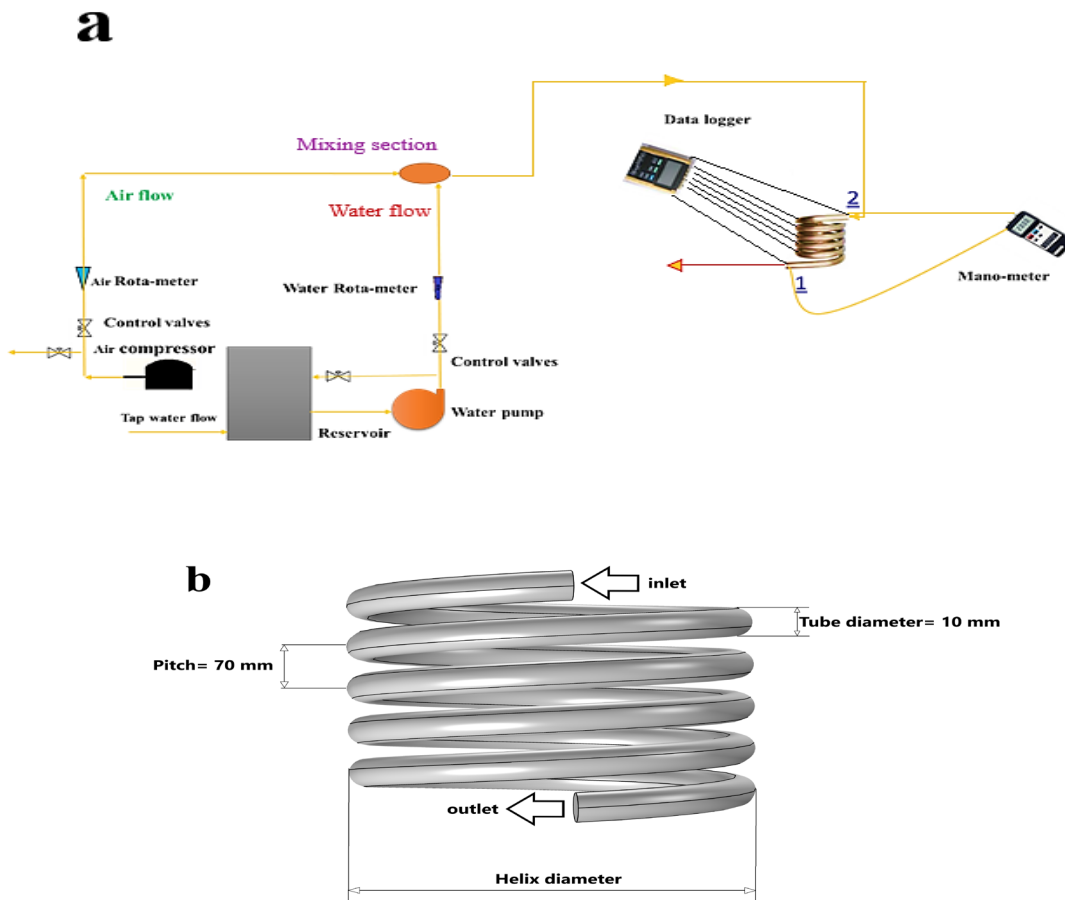 a
Data logger
Mixing section
Air flow
Water flow
2
Air Rota-meter
Water Rota-meter
Mano-meter
1
Control valves
Air compressor
Control valves
Tap water flow
Water pump
Reservoir
b
inlet
Tube diameter= 10 mm
Pitch= 70 mm
outlet
Helix diameter